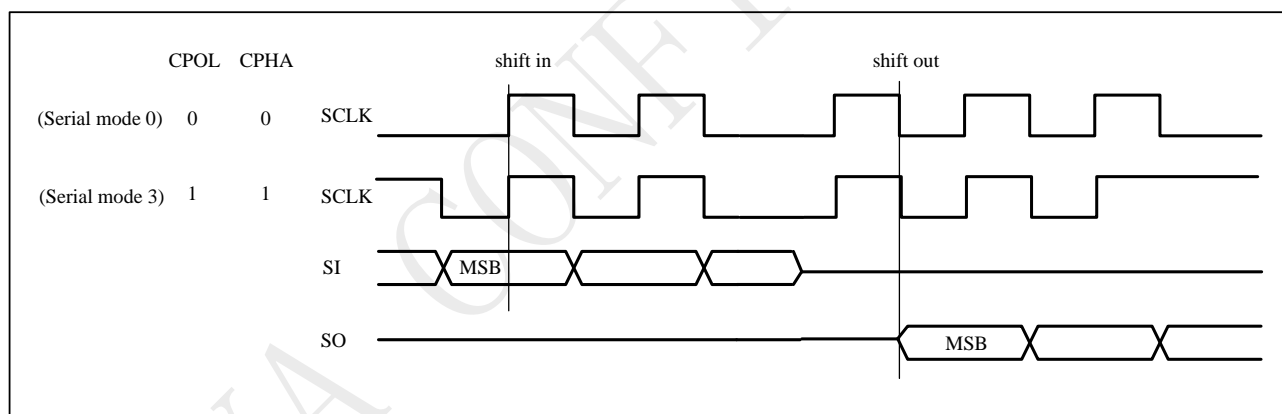 CPOL CPHA shift in shift out
(Serial mode 0) 0 0 SCLK
(Serial mode 3) 1 1 SCLK
SI MSB
SO MSB